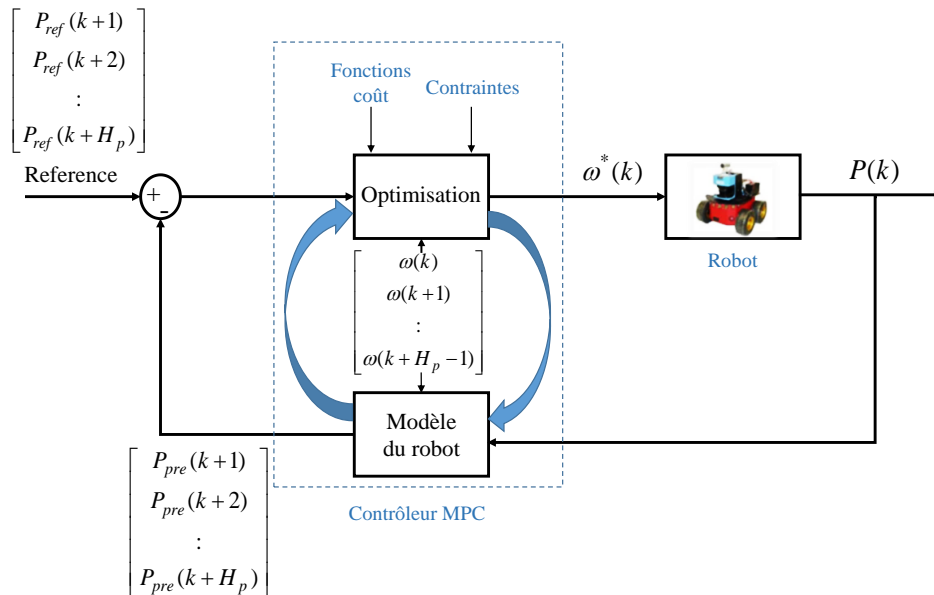 P_ref(k+1)
P_ref(k+2)
:
P_ref(k+H_p)
Reference
+
-
Fonctions
coût
Contraintes
Optimisation
ω*(k)
P(k)
Robot
ω(k)
ω(k+1)
:
ω(k+H_p-1)
Modèle
du robot
Contrôleur MPC
P_pre(k+1)
P_pre(k+2)
:
P_pre(k+H_p)